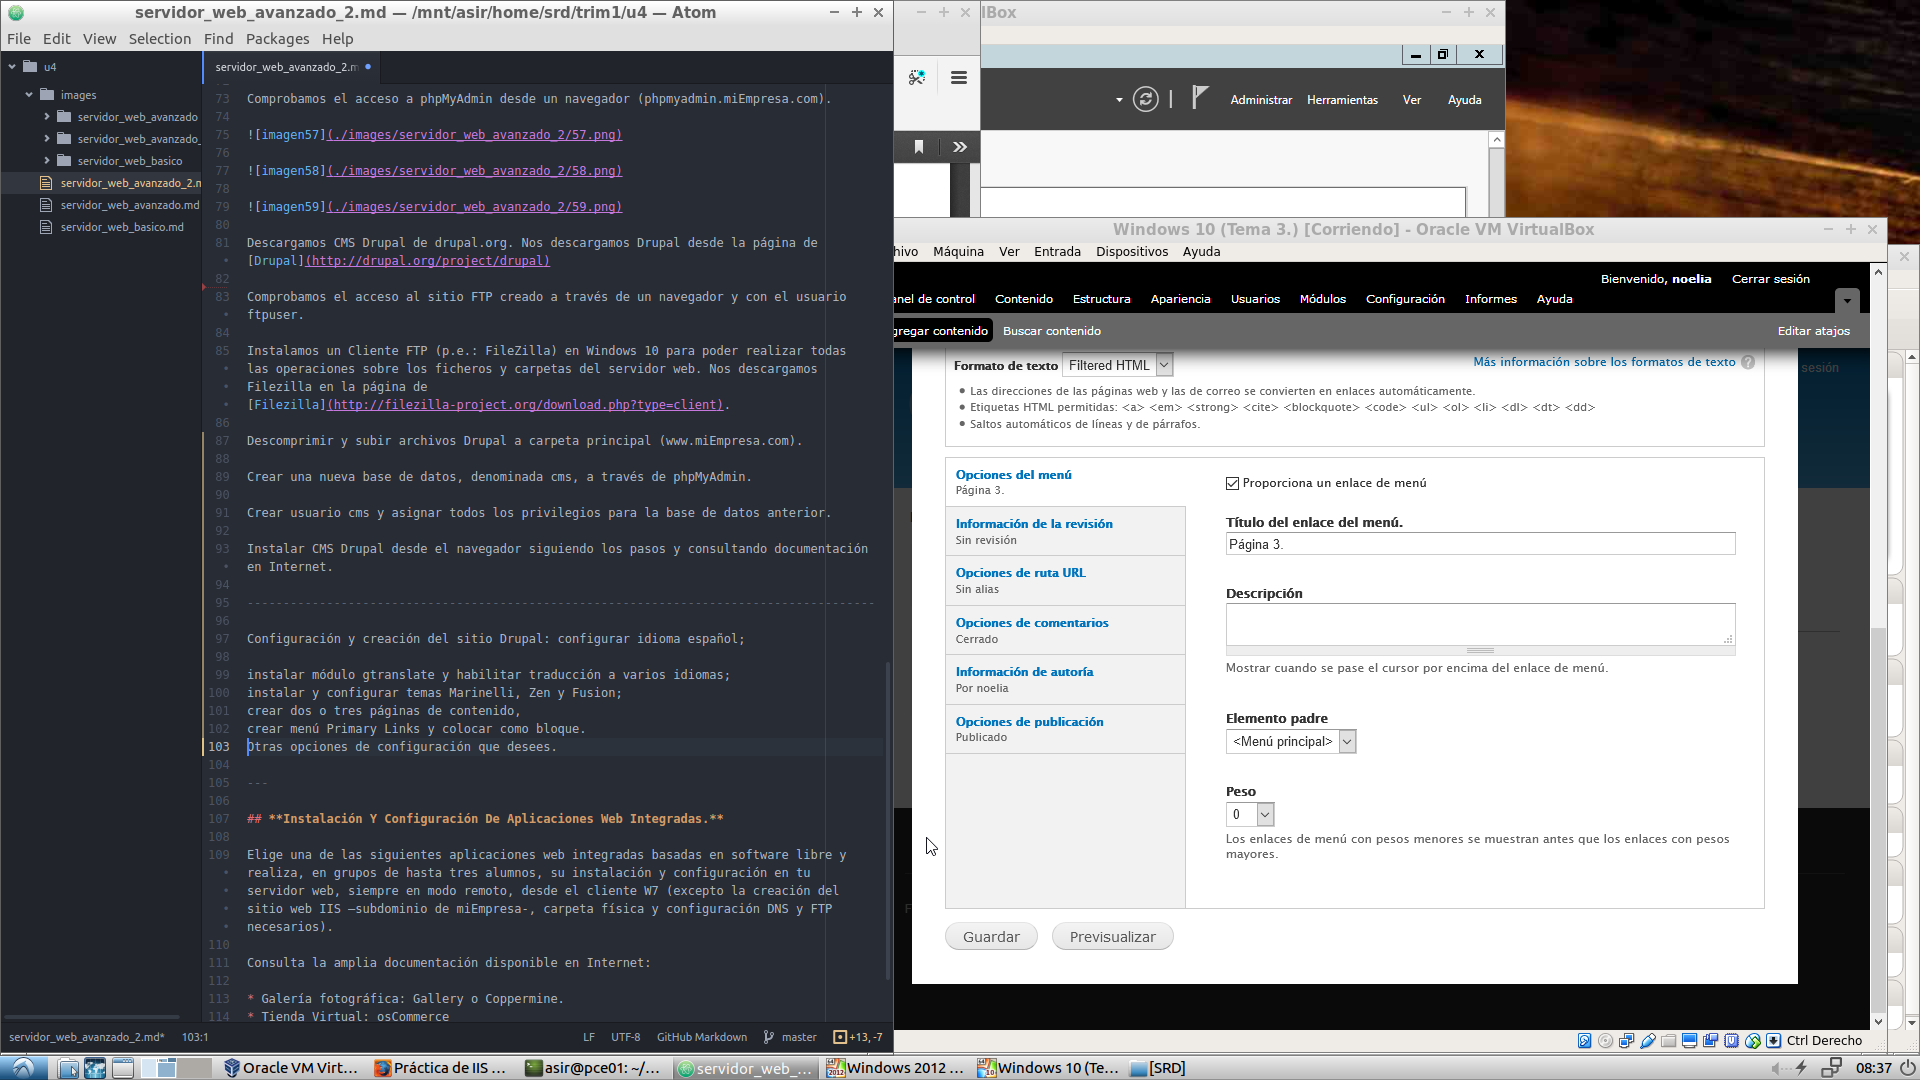 servidor_web_avanzado_2.md — /mnt/asir/home/srd/trim1/u4 — Atom
File Edit View Selection Find Packages Help
u4
images
servidor_web_avanzado
servidor_web_avanzado_
servidor_web_basico
servidor_web_avanzado_2.m
servidor_web_avanzado.md
servidor_web_basico.md
servidor_web_avanzado_2.m
73 Comprobamos el acceso a phpMyAdmin desde un navegador (phpmyadmin.miEmpresa.com).
74
75 ![imagen57](./images/servidor_web_avanzado_2/57.png)
76
77 ![imagen58](./images/servidor_web_avanzado_2/58.png)
78
79 ![imagen59](./images/servidor_web_avanzado_2/59.png)
80
81 Descargamos CMS Drupal de drupal.org. Nos descargamos Drupal desde la página de
[Drupal](http://drupal.org/project/drupal)
82
83 Comprobamos el acceso al sitio FTP creado a través de un navegador y con el usuario
ftpuser.
84
85 Instalamos un Cliente FTP (p.e.: FileZilla) en Windows 10 para poder realizar todas
las operaciones sobre los ficheros y carpetas del servidor web. Nos descargamos
Filezilla en la página de
[Filezilla](http://filezilla-project.org/download.php?type=client).
86
87 Descomprimir y subir archivos Drupal a carpeta principal (www.miEmpresa.com).
88
89 Crear una nueva base de datos, denominada cms, a través de phpMyAdmin.
90
91 Crear usuario cms y asignar todos los privilegios para la base de datos anterior.
92
93 Instalar CMS Drupal desde el navegador siguiendo los pasos y consultando documentación
en Internet.
94
95 ---------------------------------------------------------------------------------------
96
97 Configuración y creación del sitio Drupal: configurar idioma español;
98
99 instalar módulo gtranslate y habilitar traducción a varios idiomas;
100 instalar y configurar temas Marinelli, Zen y Fusion;
101 crear dos o tres páginas de contenido,
102 crear menú Primary Links y colocar como bloque.
103 Otras opciones de configuración que desees.
104
105 ---
106
107 ## **Instalación Y Configuración De Aplicaciones Web Integradas.**
108
109 Elige una de las siguientes aplicaciones web integradas basadas en software libre y
realiza, en grupos de hasta tres alumnos, su instalación y configuración en tu
servidor web, siempre en modo remoto, desde el cliente W7 (excepto la creación del
sitio web IIS –subdominio de miEmpresa-, carpeta física y configuración DNS y FTP
necesarios).
110
111 Consulta la amplia documentación disponible en Internet:
112
113 * Galería fotográfica: Gallery o Coppermine.
114 * Tienda Virtual: osCommerce
servidor_web_avanzado_2.md* 103:1 LF UTF-8 GitHub Markdown master +13, -7
lBox
Administrar Herramientas Ver Ayuda
Windows 10 (Tema 3.) [Corriendo] - Oracle VM VirtualBox
hivo Máquina Ver Entrada Dispositivos Ayuda
Bienvenido, noelia Cerrar sesión
anel de control Contenido Estructura Apariencia Usuarios Módulos Configuración Informes Ayuda
gregar contenido Buscar contenido Editar atajos
sesión
Formato de texto Filtered HTML Más información sobre los formatos de texto ?
• Las direcciones de las páginas web y las de correo se convierten en enlaces automáticamente.
• Etiquetas HTML permitidas: <a> <em> <strong> <cite> <blockquote> <code> <ul> <ol> <li> <dl> <dt> <dd>
• Saltos automáticos de líneas y de párrafos.
Opciones del menú
Página 3.
Información de la revisión
Sin revisión
Opciones de ruta URL
Sin alias
Opciones de comentarios
Cerrado
Información de autoría
Por noelia
Opciones de publicación
Publicado
Proporciona un enlace de menú
Título del enlace del menú.
Página 3.
Descripción
Mostrar cuando se pase el cursor por encima del enlace de menú.
Elemento padre
<Menú principal>
Peso
0
Los enlaces de menú con pesos menores se muestran antes que los enlaces con pesos
mayores.
Guardar Previsualizar
Ctrl Derecho
Oracle VM Virt... Práctica de IIS ... asir@pce01: ~/... servidor_web_... Windows 2012 ... Windows 10 (Te... [SRD] 08:37